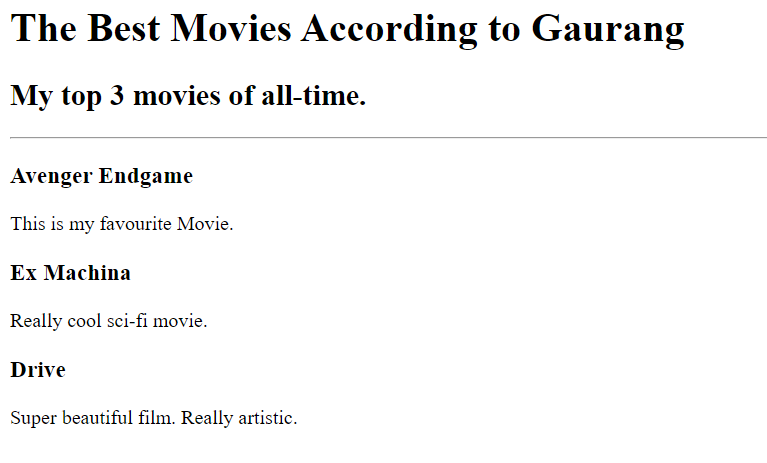 The Best Movies According to Gaurang
My top 3 movies of all-time.
Avenger Endgame
This is my favourite Movie.
Ex Machina
Really cool sci-fi movie.
Drive
Super beautiful film. Really artistic.